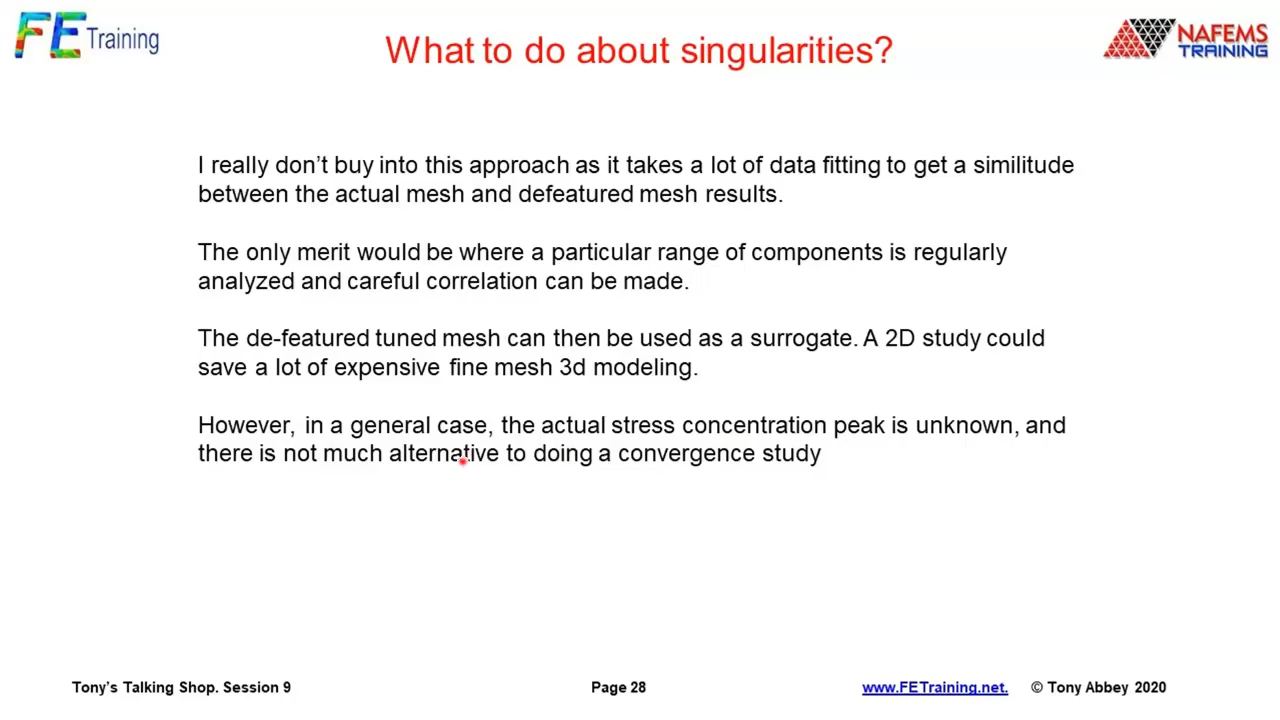 FE Training
What to do about singularities?
NAFEMS
TRAINING
I really don’t buy into this approach as it takes a lot of data fitting to get a similitude
between the actual mesh and defeatured mesh results.
The only merit would be where a particular range of components is regularly
analyzed and careful correlation can be made.
The de-featured tuned mesh can then be used as a surrogate. A 2D study could
save a lot of expensive fine mesh 3d modeling.
However, in a general case, the actual stress concentration peak is unknown, and
there is not much alternative to doing a convergence study
Tony’s Talking Shop. Session 9
Page 28
www.FETraining.net.
© Tony Abbey 2020